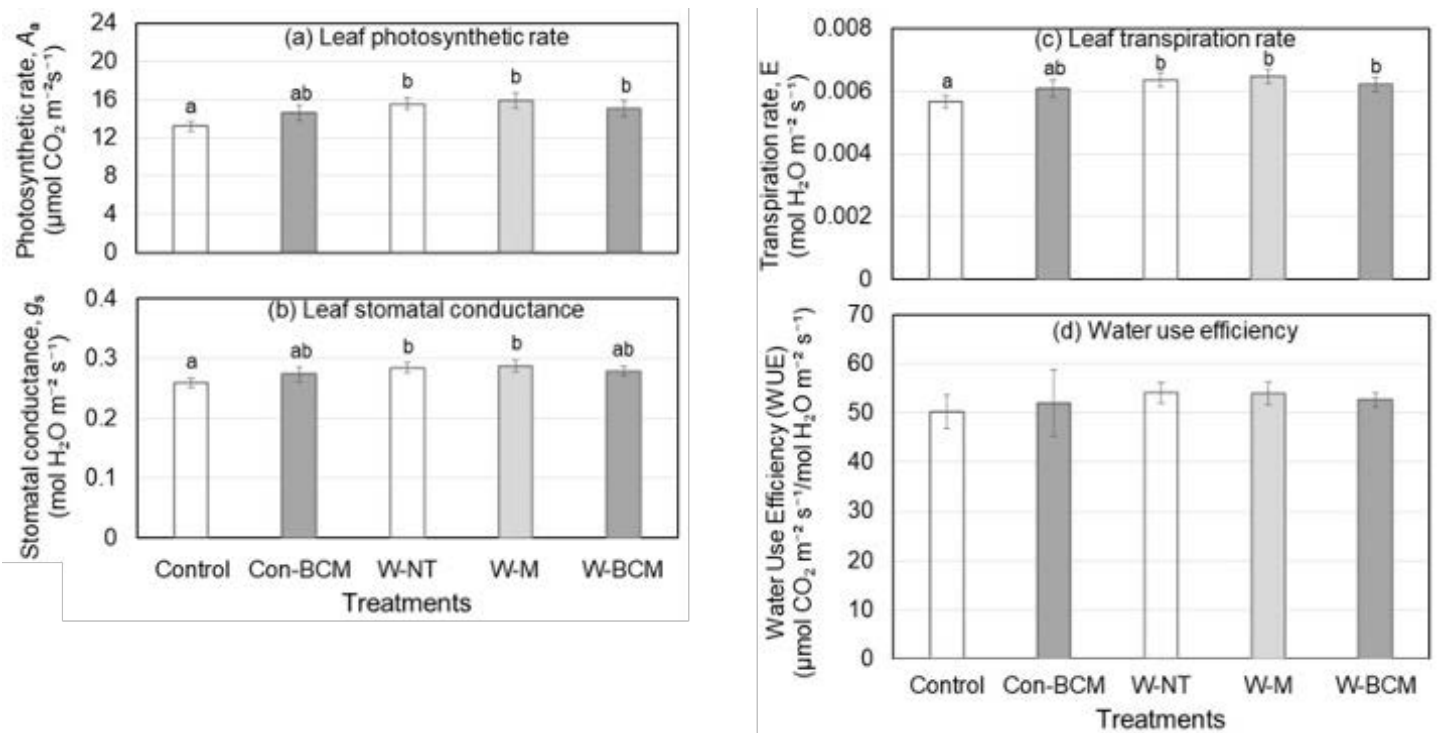 (a) Leaf photosynthetic rate
Photosynthetic rate, Aₐ
(µmol CO₂ m⁻²s⁻¹)
24
20
16
12
8
4
0
a
ab
b
b
b
(b) Leaf stomatal conductance
Stomatal conductance, gₛ
(mol H₂O m⁻² s⁻¹)
0.4
0.3
0.2
0.1
0
a
ab
b
b
ab
Control Con-BCM W-NT W-M W-BCM
Treatments
(c) Leaf transpiration rate
Transpiration rate, E
(mol H₂O m⁻² s⁻¹)
0.008
0.006
0.004
0.002
0
a
ab
b
b
b
(d) Water use efficiency
Water Use Efficiency (WUE)
(µmol CO₂ m⁻² s⁻¹/mol H₂O m⁻² s⁻¹)
70
60
50
40
30
20
10
0
Control Con-BCM W-NT W-M W-BCM
Treatments